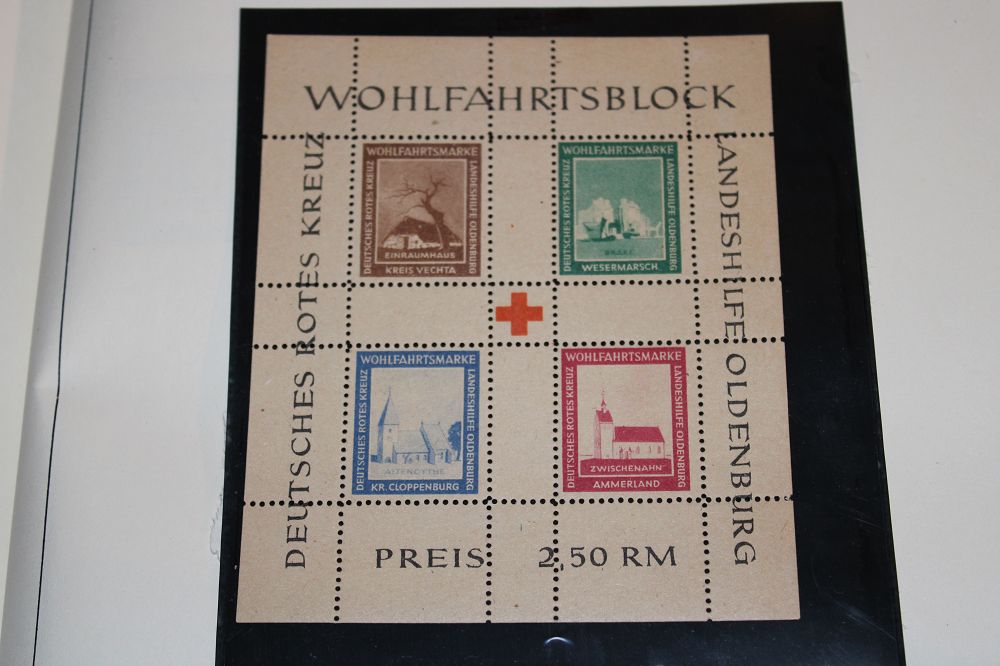 WOHLFAHRTSBLOCK
DEUTSCHES ROTES KREUZ
LANDESHILFE OLDENBURG
WOHLFAHRTSMARKE
DEUTSCHES ROTES KREUZ
LANDESHILFE OLDENBURG
EINRAUMHAUS
KREIS VECHTA
WOHLFAHRTSMARKE
DEUTSCHES ROTES KREUZ
LANDESHILFE OLDENBURG
BRAKE
WESERMARSCH
WOHLFAHRTSMARKE
DEUTSCHES ROTES KREUZ
LANDESHILFE OLDENBURG
ALTENOYTHE
KR. CLOPPENBURG
WOHLFAHRTSMARKE
DEUTSCHES ROTES KREUZ
LANDESHILFE OLDENBURG
ZWISCHENAHN
AMMERLAND
PREIS 2,50 RM